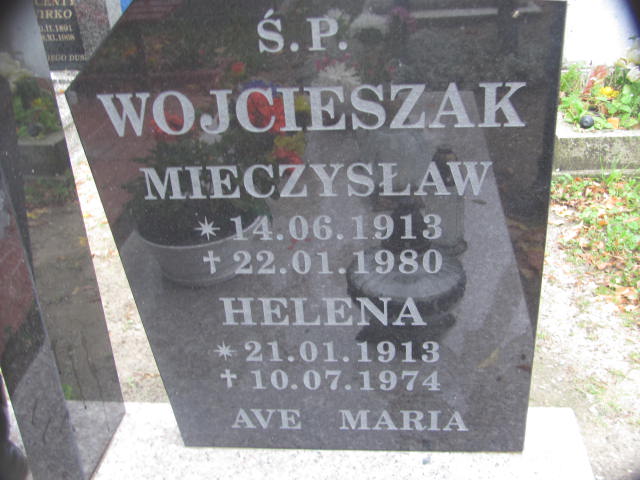 Ś.P.
WOJCIESZAK
MIECZYSŁAW
* 14.06.1913
† 22.01.1980
HELENA
* 21.01.1913
† 10.07.1974
AVE MARIA